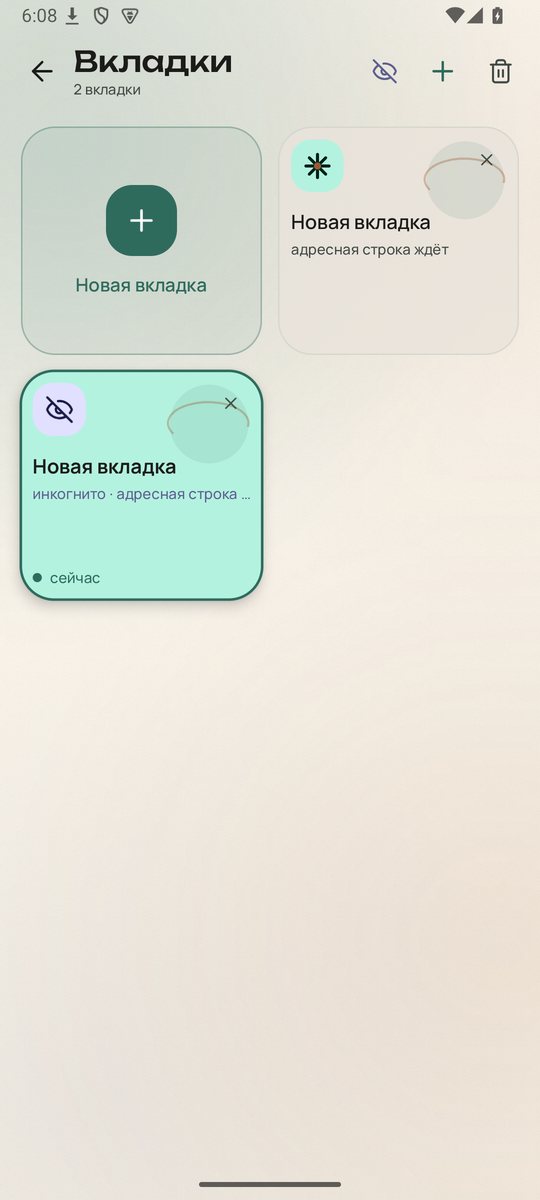 6:08
Вкладки
2 вкладки
Новая вкладка
Новая вкладка
адресная строка ждёт
Новая вкладка
инкогнито · адресная строка ...
сейчас